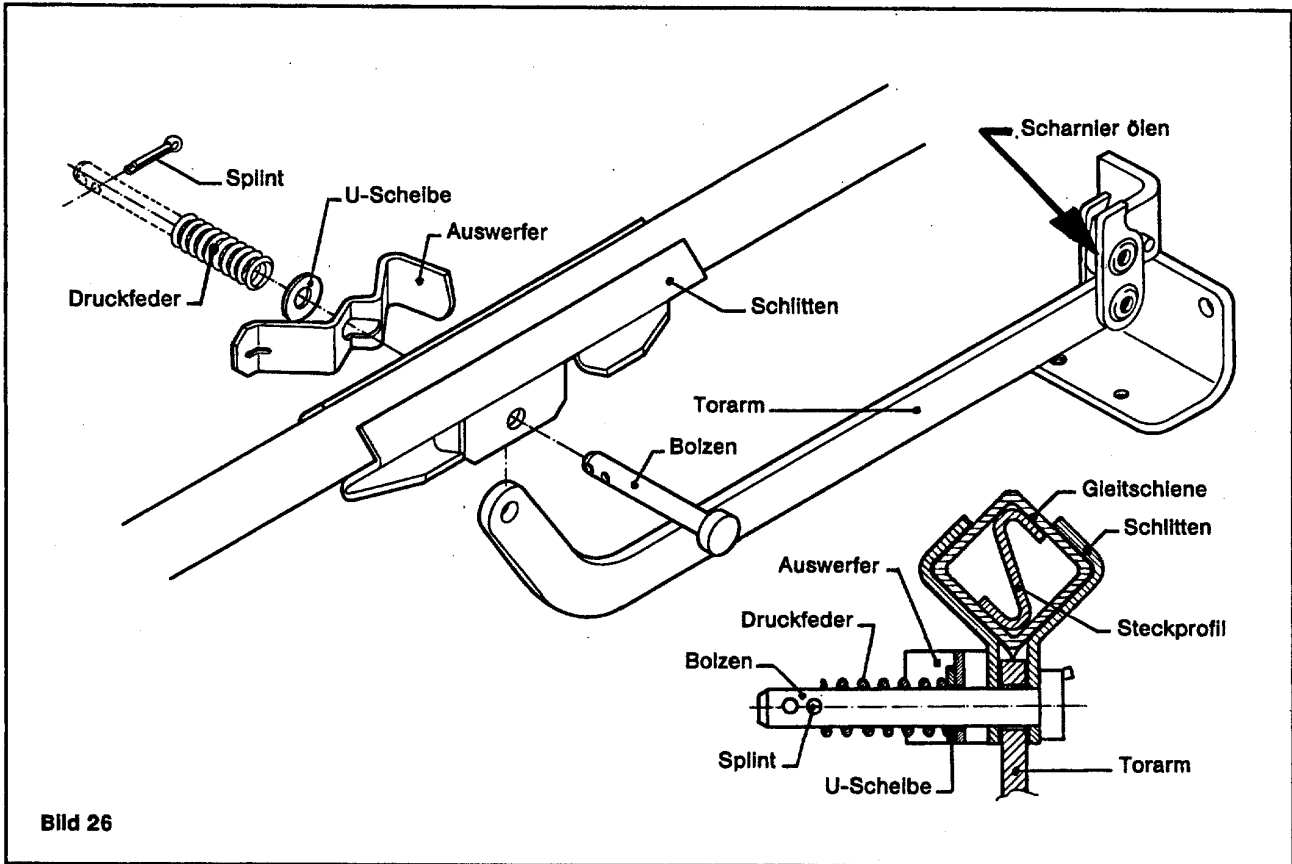 Scharnier ölen
Splint
U-Scheibe
Auswerfer
Druckfeder
Schlitten
Torarm
Bolzen
Gleitschiene
Schlitten
Auswerfer
Druckfeder
Steckprofil
Bolzen
Splint
U-Scheibe
Torarm
Bild 26